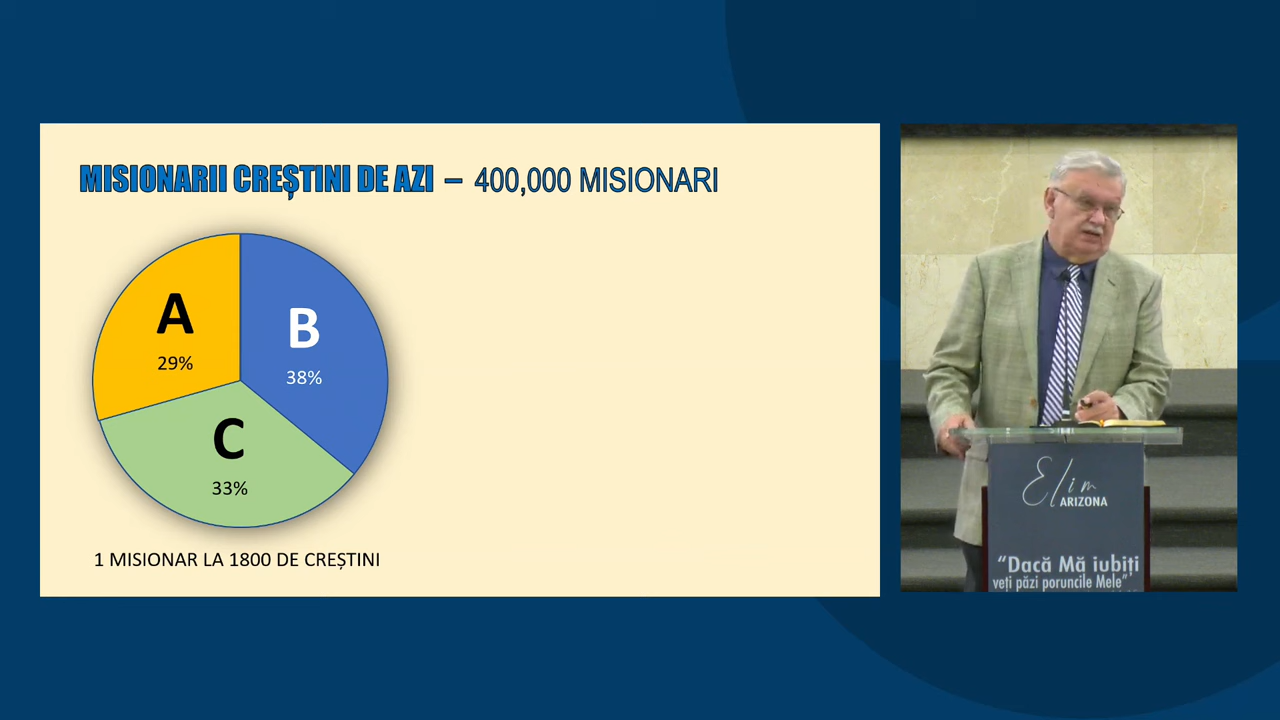 MISIONARII CREȘTINI DE AZI – 400,000 MISIONARI
A
29%
B
38%
C
33%
1 MISIONAR LA 1800 DE CREȘTINI
Elim
ARIZONA
“Dacă Mă iubiți
veți păzi poruncile Mele”